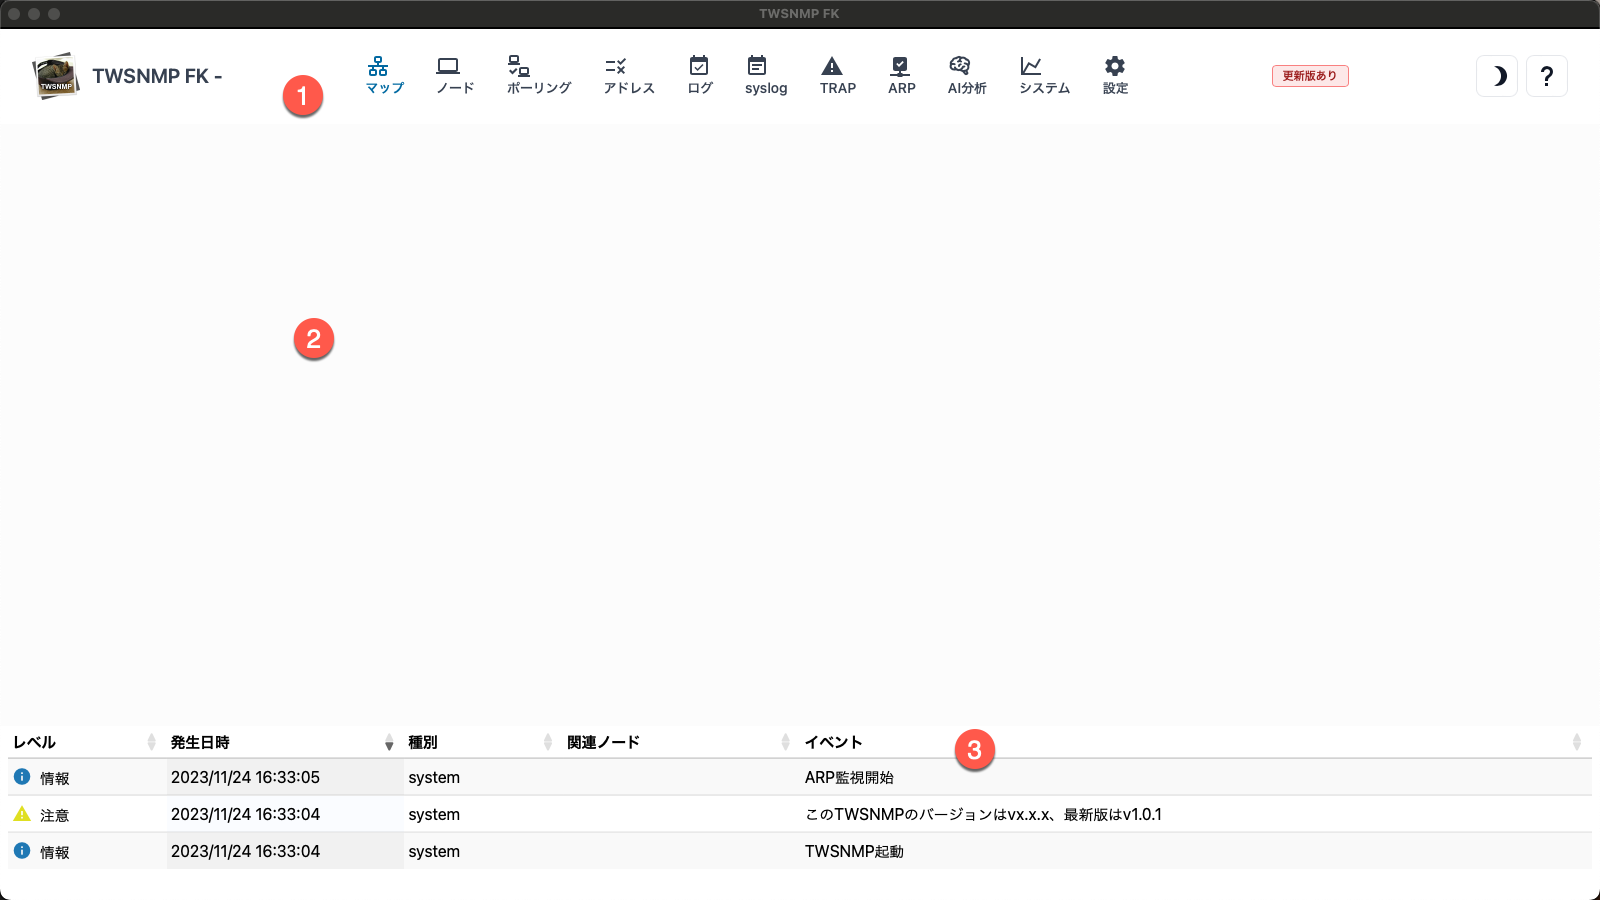 TWSNMP FK
TWSNMP
TWSNMP FK -
1
マップ ノード ポーリング アドレス ログ syslog TRAP ARP AI分析 システム 設定
更新版あり
?
2
3
レベル 発生日時 種別 関連ノード イベント
情報 2023/11/24 16:33:05 system ARP監視開始
注意 2023/11/24 16:33:04 system このTWSNMPのバージョンはvx.x.x、最新版はv1.0.1
情報 2023/11/24 16:33:04 system TWSNMP起動